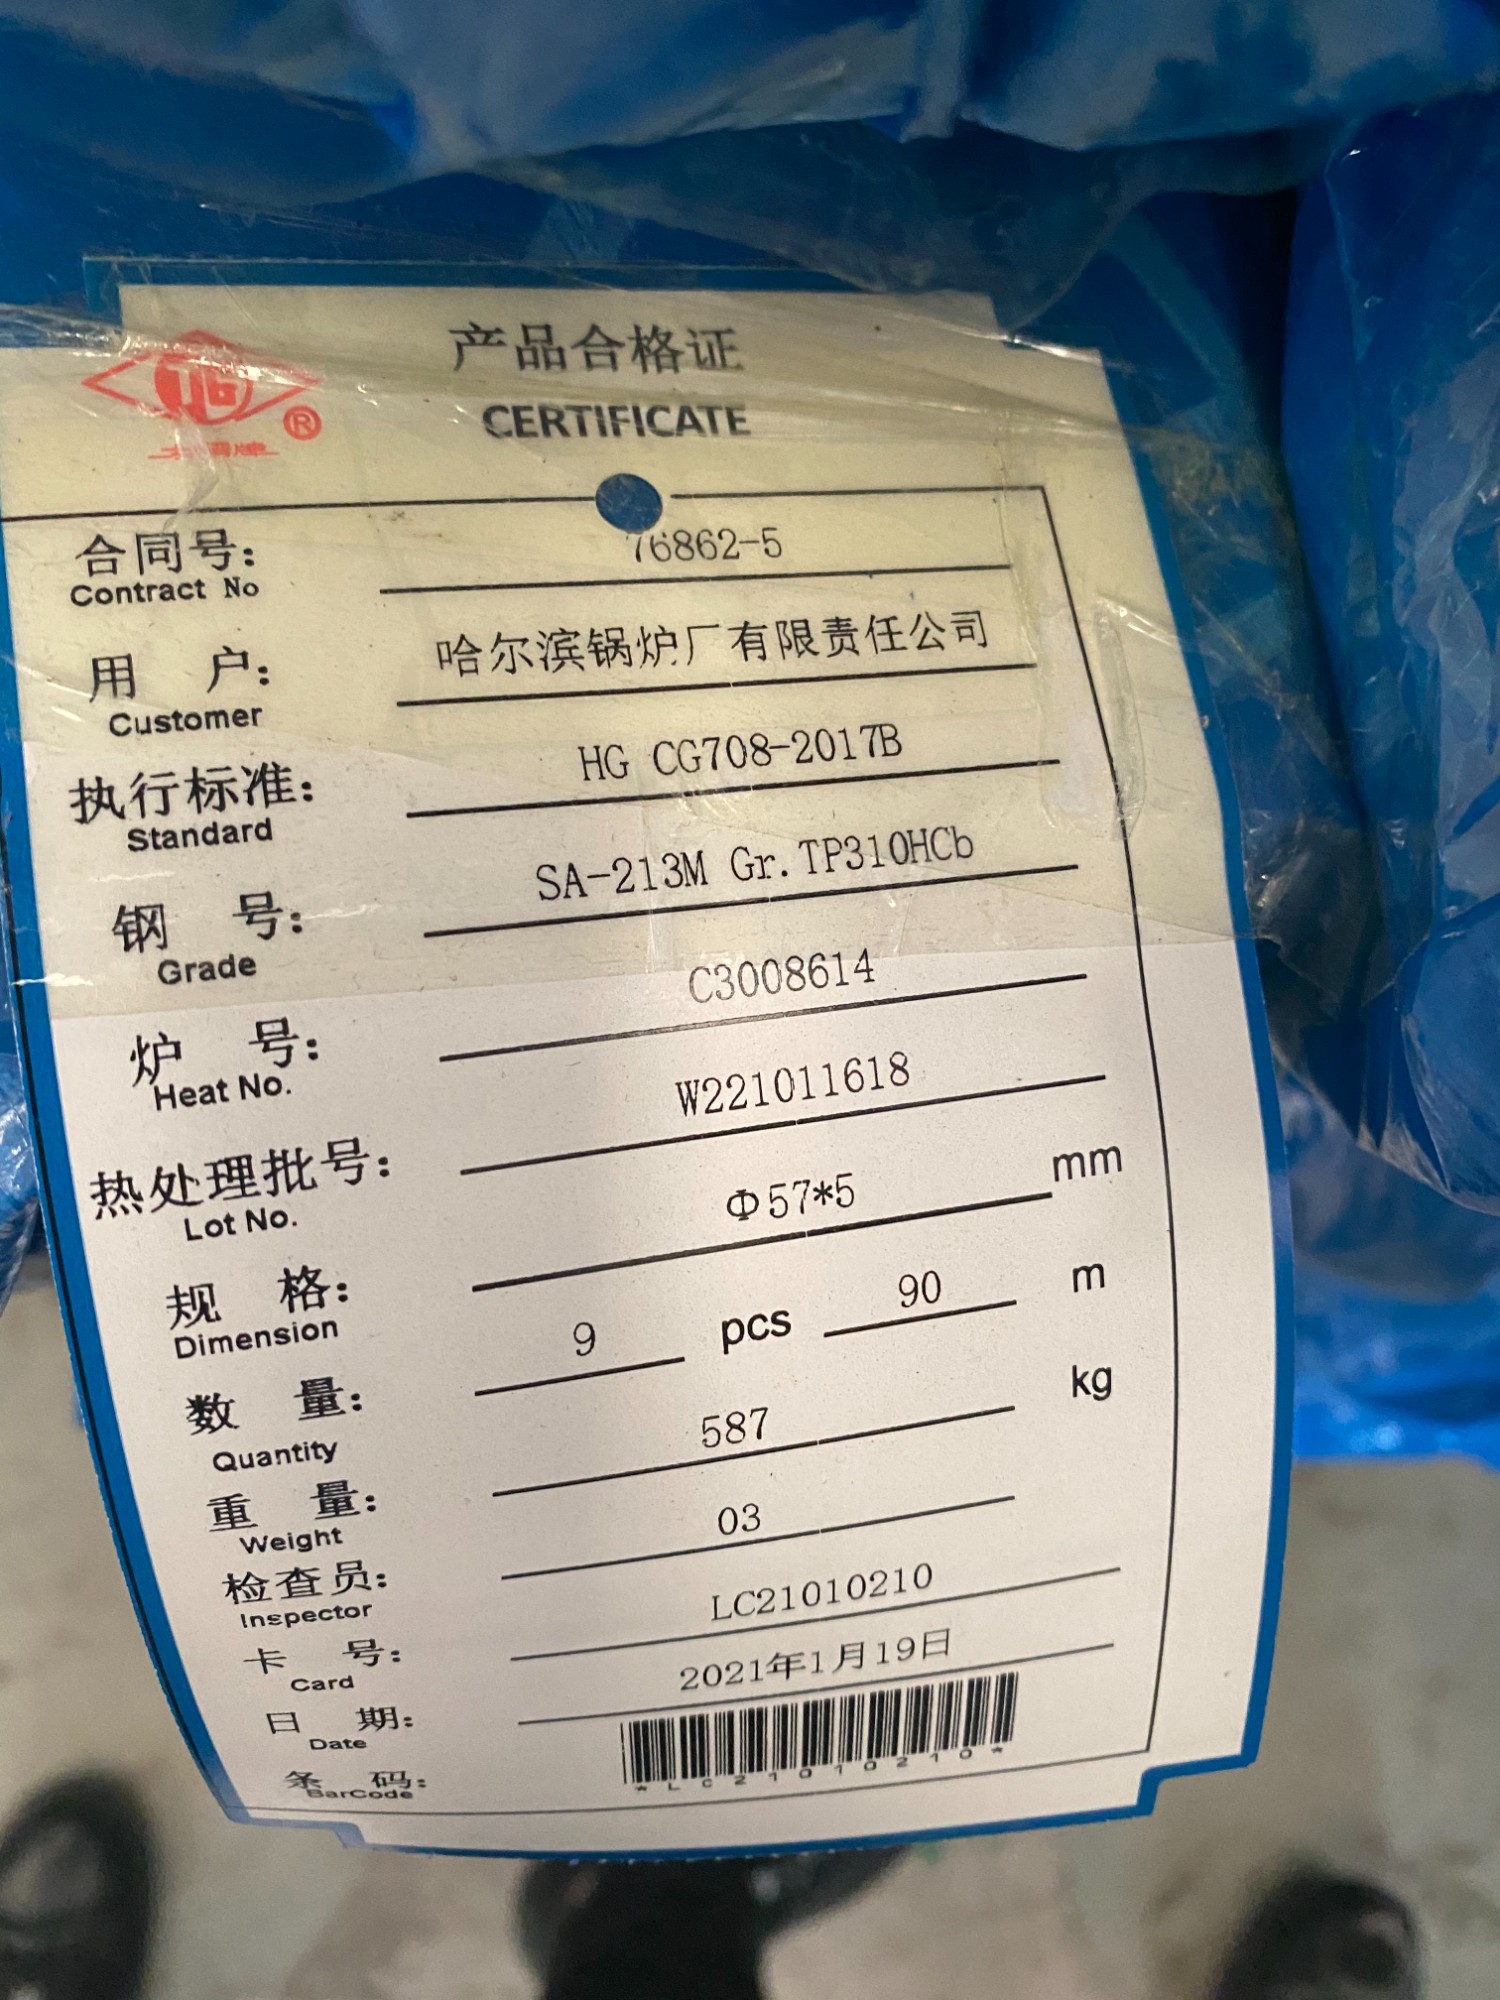 TG
®
产品合格证
CERTIFICATE
合同号: 76862-5
Contract No
用 户: 哈尔滨锅炉厂有限责任公司
Customer
执行标准: HG CG708-2017B
Standard
钢 号: SA-213M Gr.TP310HCb
Grade
炉 号: C3008614
Heat No.
热处理批号: W221011618
Lot No.
规 格: Φ57*5 mm
Dimension
数 量: 9 pcs 90 m
Quantity
重 量: 587 kg
Weight
检查员: 03
Inspector
卡 号: LC21010210
Card
日 期: 2021年1月19日
Date
条 码:
BarCode
*LC21010210*